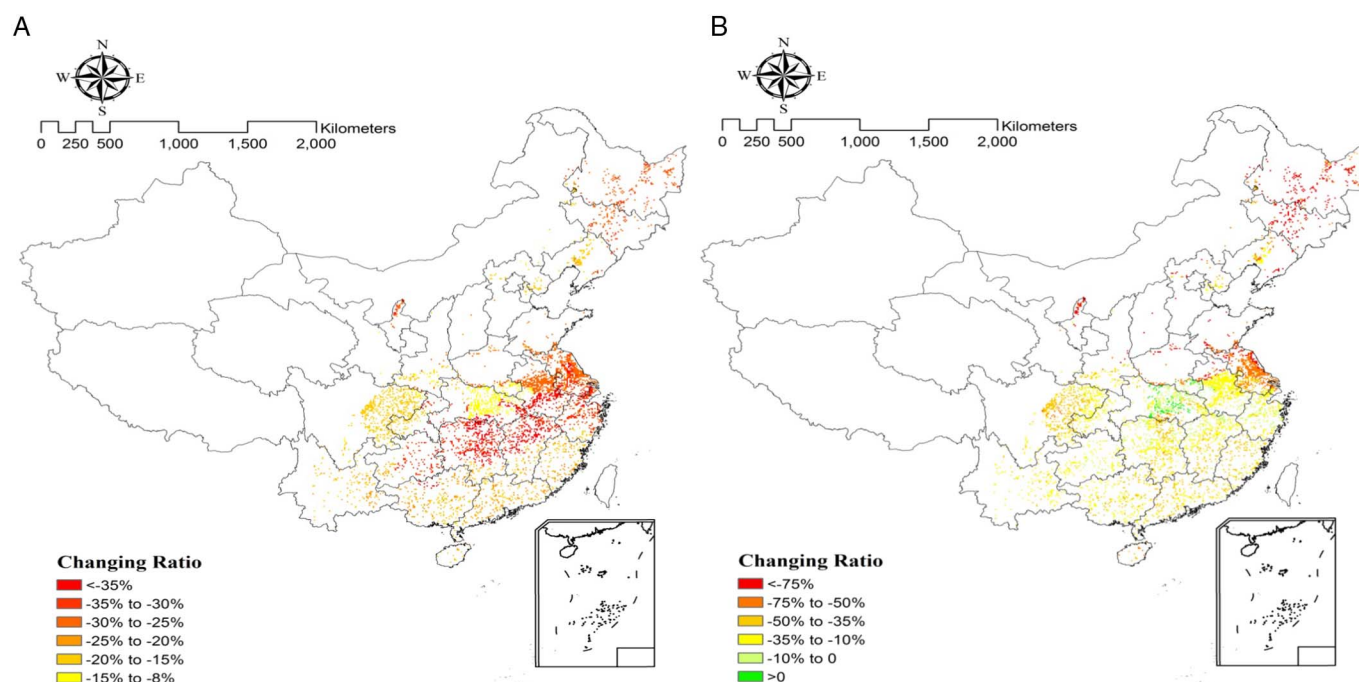 A
N
W E
S
Kilometers
0 250 500 1,000 1,500 2,000
Changing Ratio
<-35%
-35% to -30%
-30% to -25%
-25% to -20%
-20% to -15%
-15% to -8%
B
N
W E
S
Kilometers
0 250 500 1,000 1,500 2,000
Changing Ratio
<-75%
-75% to -50%
-50% to -35%
-35% to -10%
-10% to 0
>0